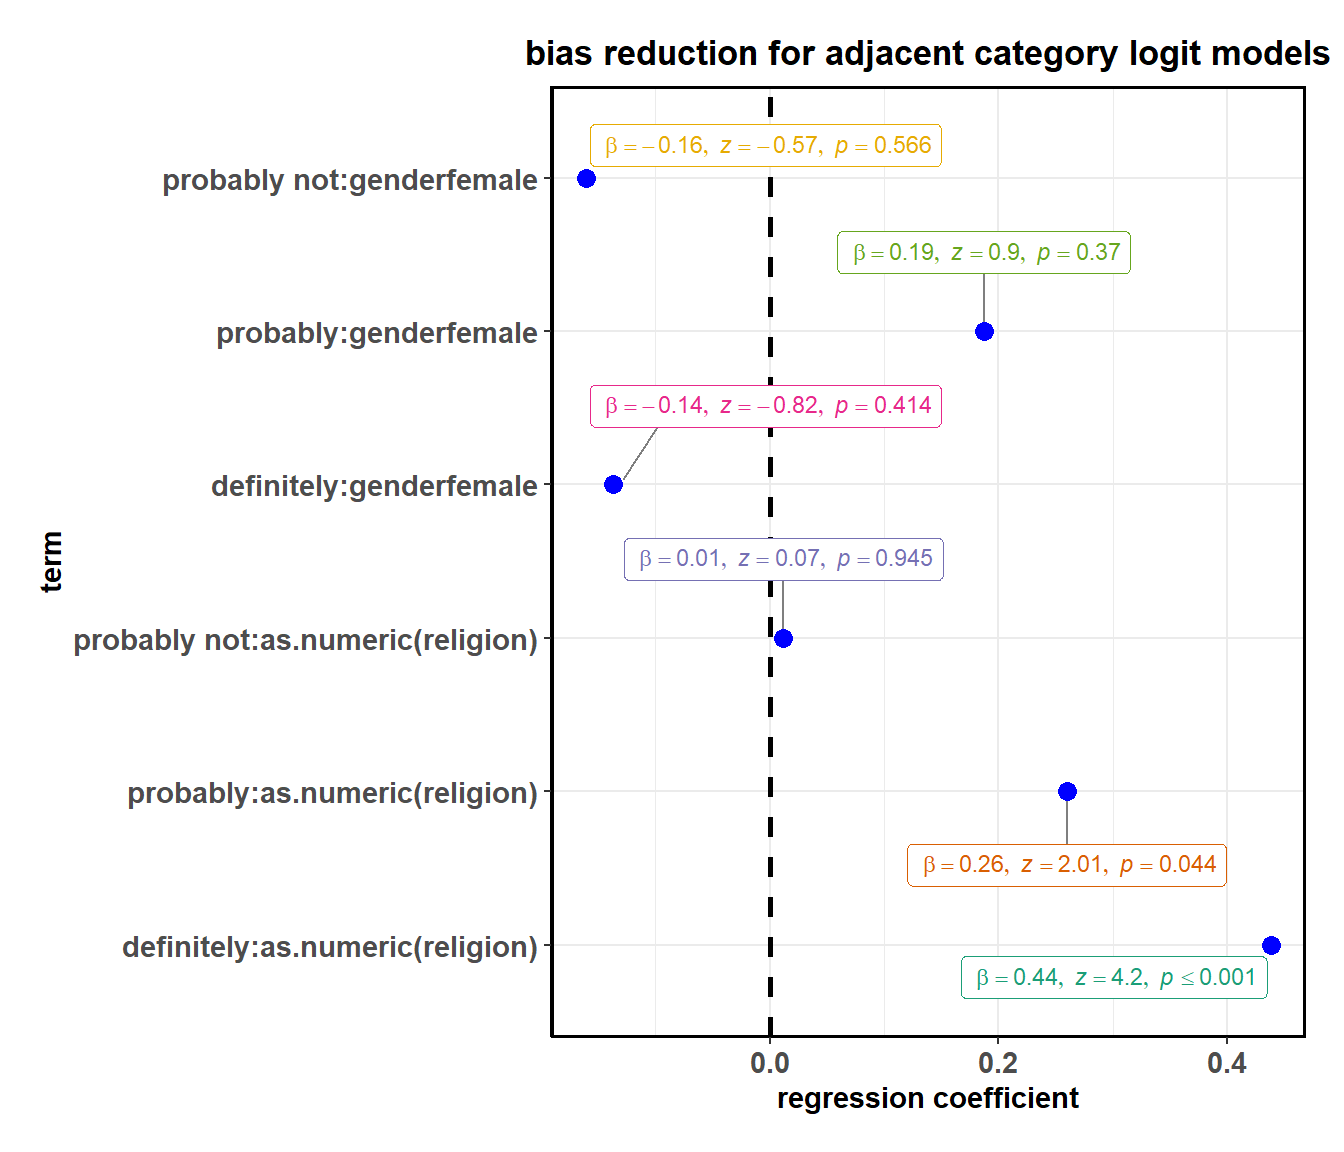 bias reduction for adjacent category logit models
β = −0.16, z = −0.57, p = 0.566
probably not:genderfemale
β = 0.19, z = 0.9, p = 0.37
probably:genderfemale
β = −0.14, z = −0.82, p = 0.414
definitely:genderfemale
term
β = 0.01, z = 0.07, p = 0.945
probably not:as.numeric(religion)
probably:as.numeric(religion)
β = 0.26, z = 2.01, p = 0.044
definitely:as.numeric(religion)
β = 0.44, z = 4.2, p ≤ 0.001
0.0 0.2 0.4
regression coefficient